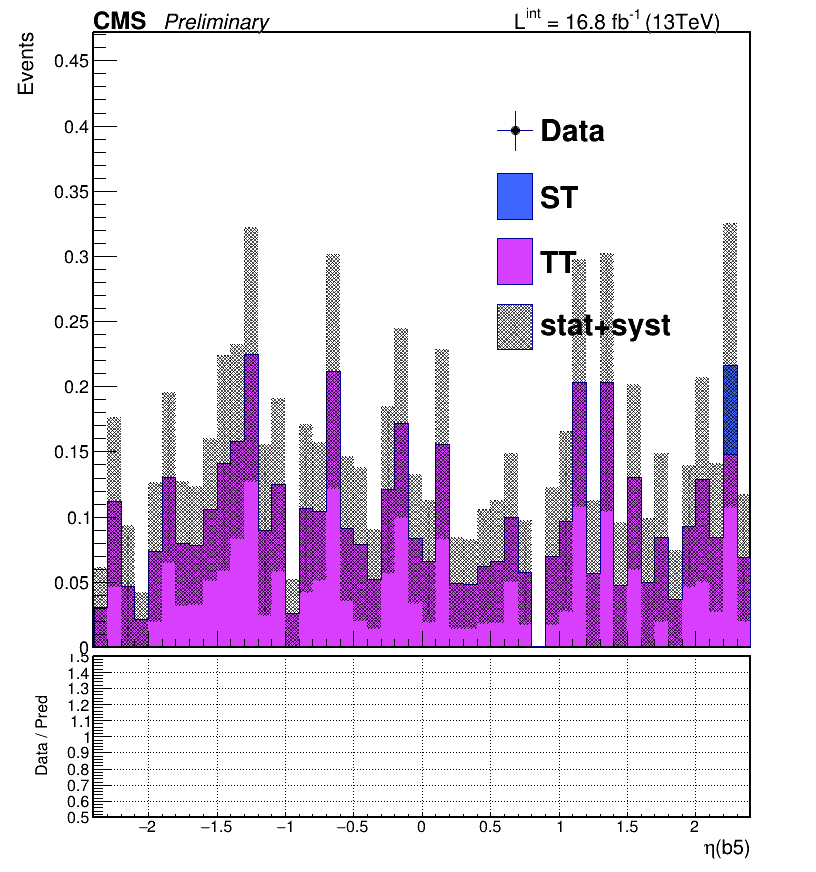 CMS Preliminary L^int = 16.8 fb^-1 (13TeV)
Events
0.45
0.4
0.35
0.3
0.25
0.2
0.15
0.1
0.05
0
Data
ST
TT
stat+syst
Data / Pred
1.5
1.4
1.3
1.2
1.1
1
0.9
0.8
0.7
0.6
0.5
−2 −1.5 −1 −0.5 0 0.5 1 1.5 2
η(b5)